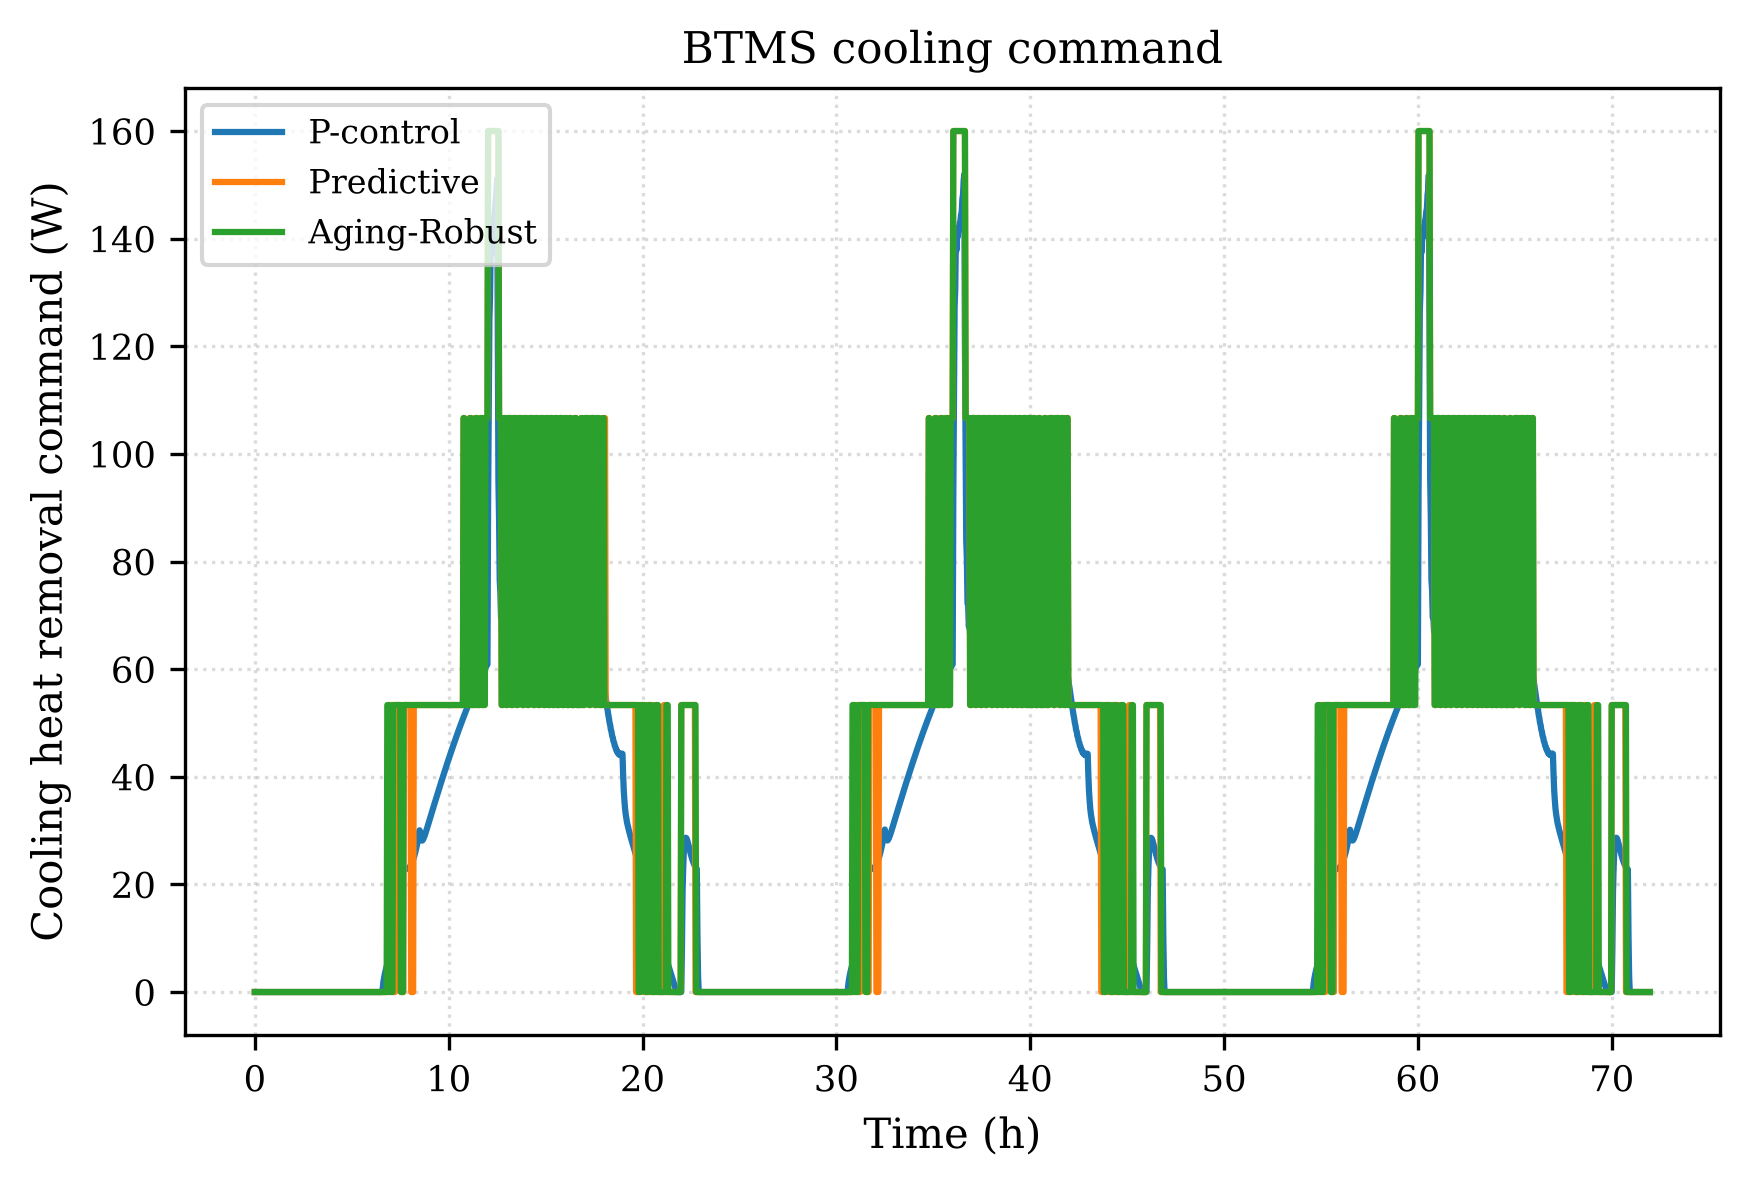 BTMS cooling command
Cooling heat removal command (W)
160
140
120
100
80
60
40
20
0
P-control
Predictive
Aging-Robust
0 10 20 30 40 50 60 70
Time (h)